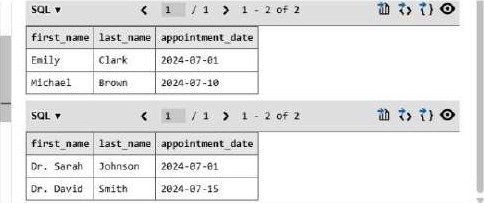 SQL ▼ < 1 / 1 > 1 - 2 of 2
first_name last_name appointment_date
Emily Clark 2024-07-01
Michael Brown 2024-07-10
SQL ▼ < 1 / 1 > 1 - 2 of 2
first_name last_name appointment_date
Dr. Sarah Johnson 2024-07-01
Dr. David Smith 2024-07-15